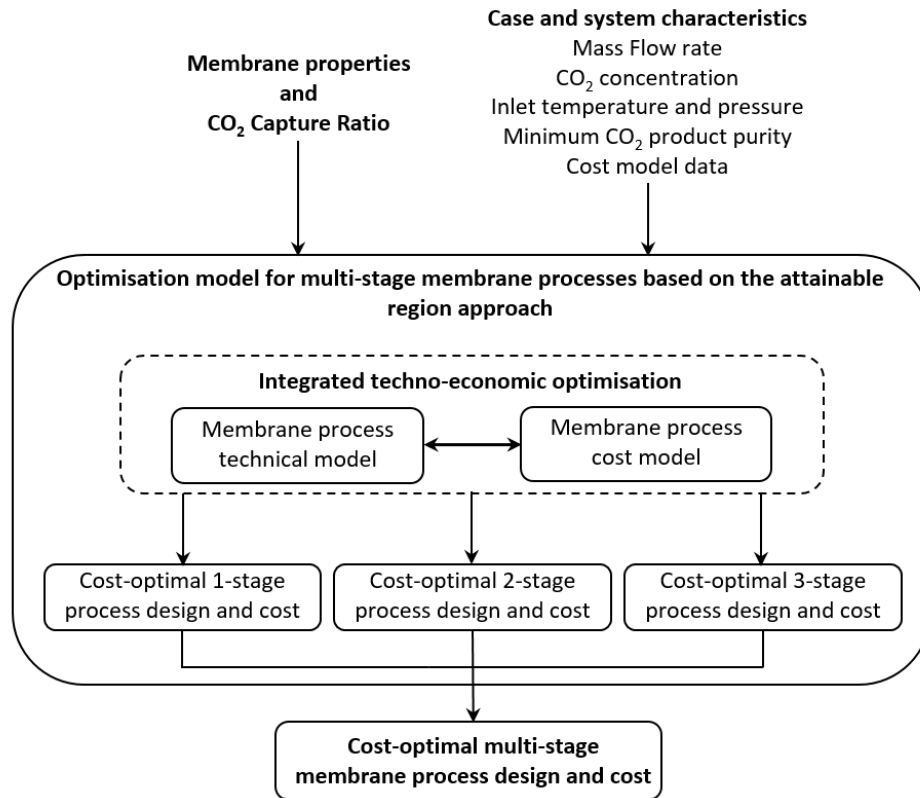 Membrane properties
and
CO₂ Capture Ratio
Case and system characteristics
Mass Flow rate
CO₂ concentration
Inlet temperature and pressure
Minimum CO₂ product purity
Cost model data
Optimisation model for multi-stage membrane processes based on the attainable
region approach
Integrated techno-economic optimisation
Membrane process
technical model
Membrane process
cost model
Cost-optimal 1-stage
process design and cost
Cost-optimal 2-stage
process design and cost
Cost-optimal 3-stage
process design and cost
Cost-optimal multi-stage
membrane process design and cost